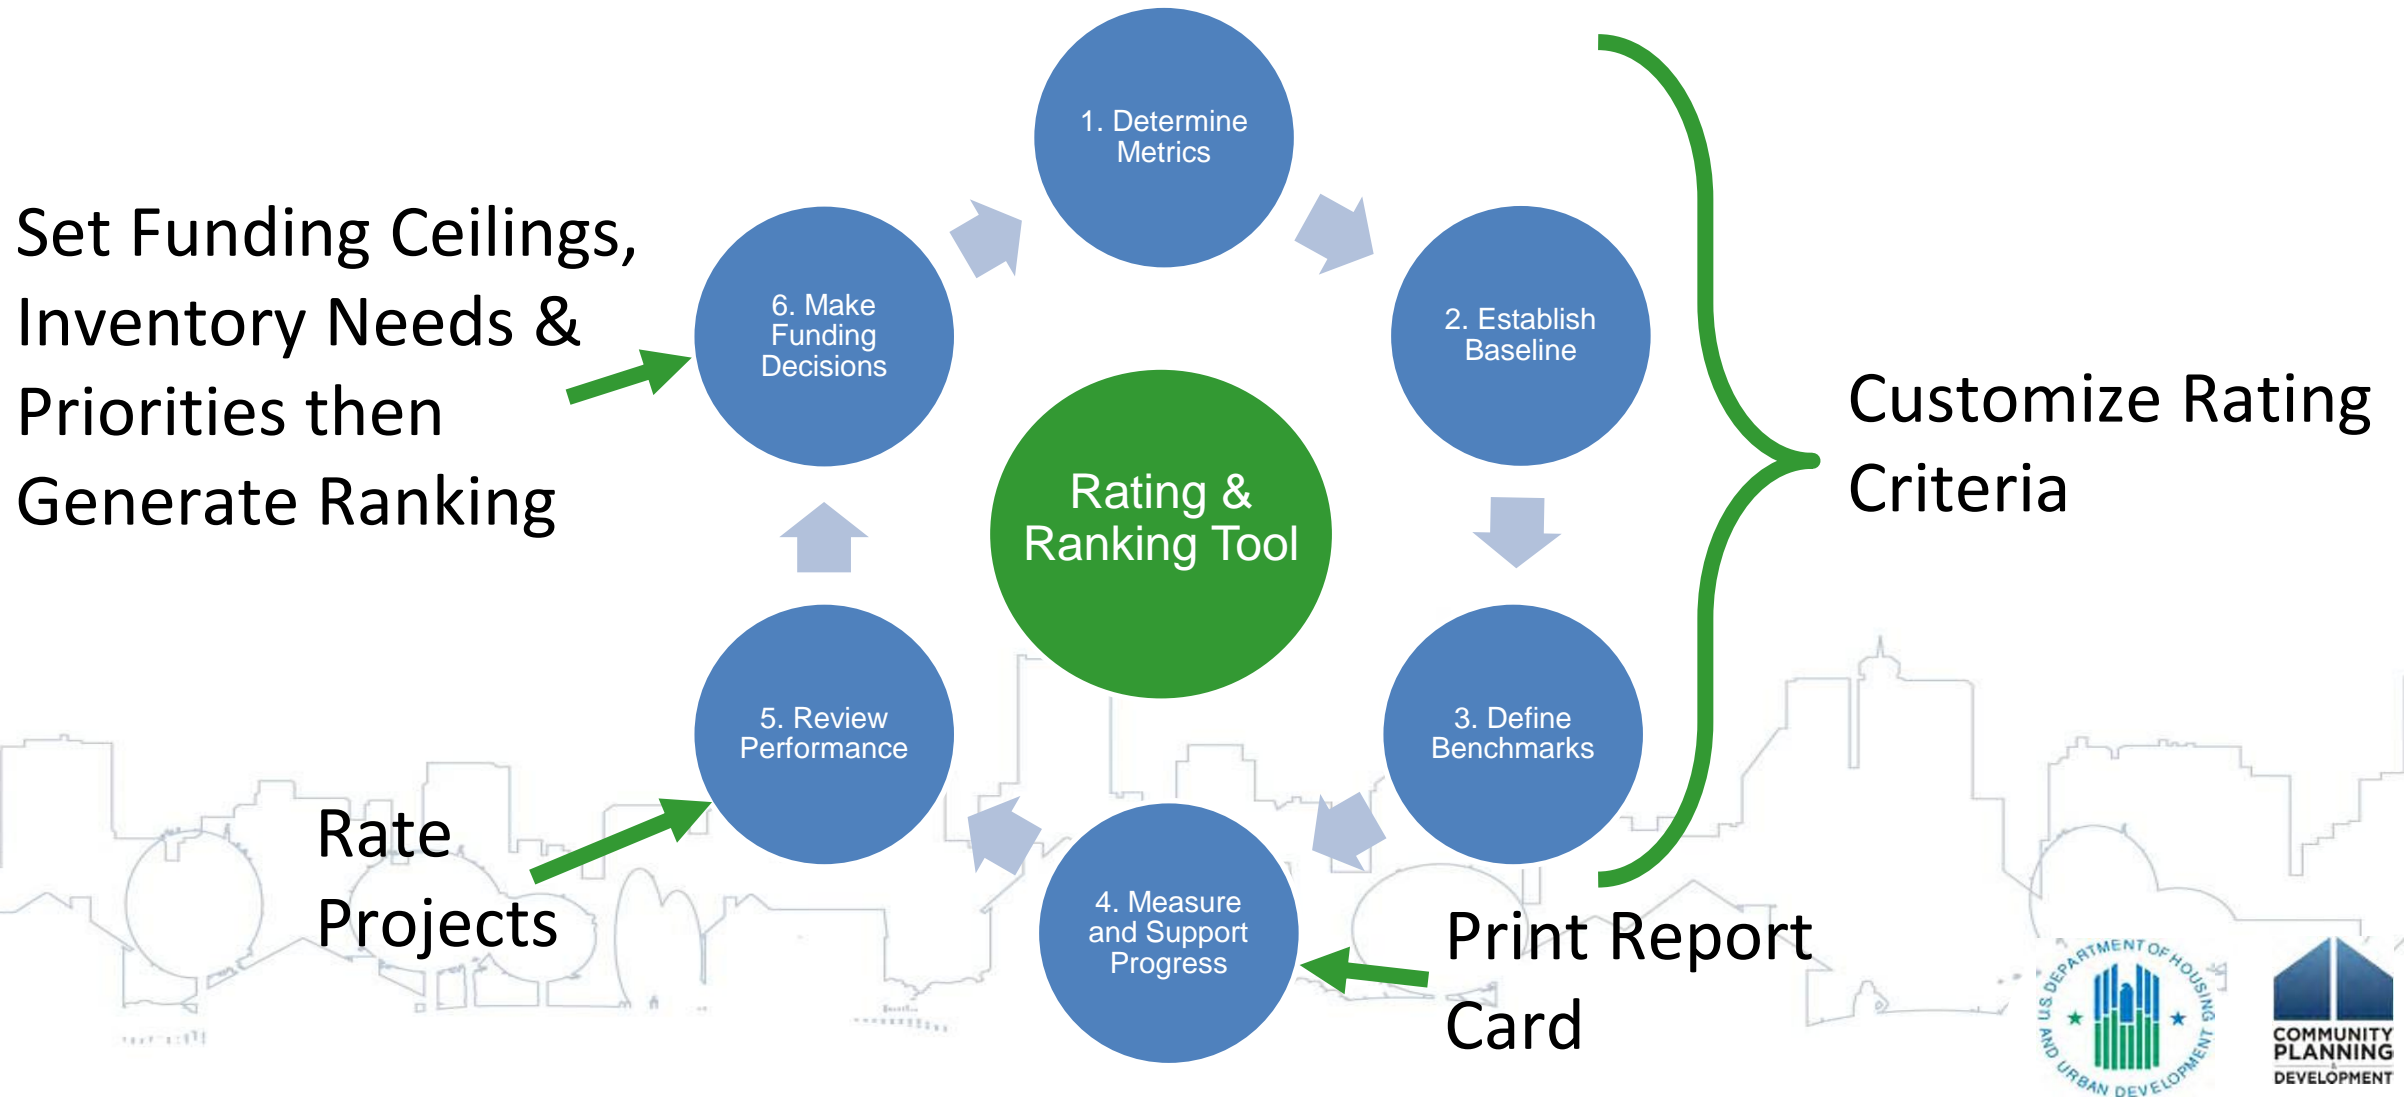 1. Determine
Metrics
2. Establish
Baseline
3. Define
Benchmarks
4. Measure
and Support
Progress
5. Review
Performance
6. Make
Funding
Decisions
Rating &
Ranking Tool
Set Funding Ceilings,
Inventory Needs &
Priorities then
Generate Ranking
Customize Rating
Criteria
Rate
Projects
Print Report
Card
U.S. DEPARTMENT OF HOUSING
AND URBAN DEVELOPMENT
COMMUNITY
PLANNING
&
DEVELOPMENT